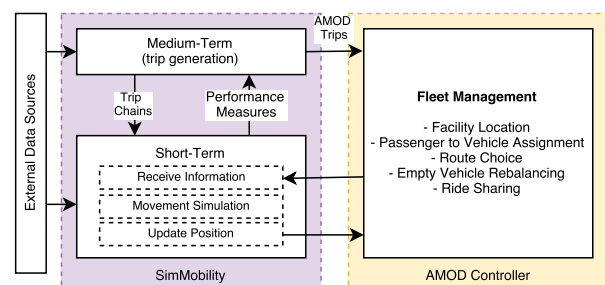 External Data Sources
Medium-Term
(trip generation)
AMOD
Trips
Trip
Chains
Performance
Measures
Short-Term
Receive Information
Movement Simulation
Update Position
SimMobility
Fleet Management
- Facility Location
- Passenger to Vehicle Assignment
- Route Choice
- Empty Vehicle Rebalancing
- Ride Sharing
AMOD Controller